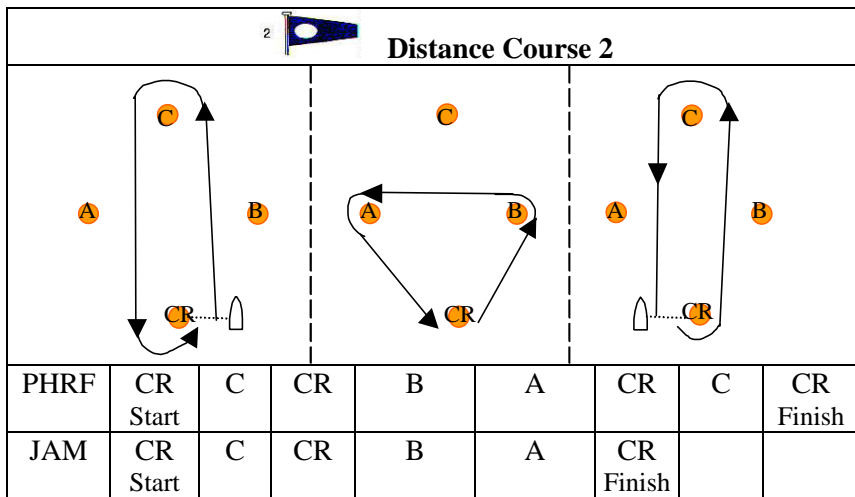 2 Distance Course 2
C C C
A B A B A B
CR CR CR
PHRF CR C CR B A CR C CR
Start Finish
JAM CR C CR B A CR
Start Finish